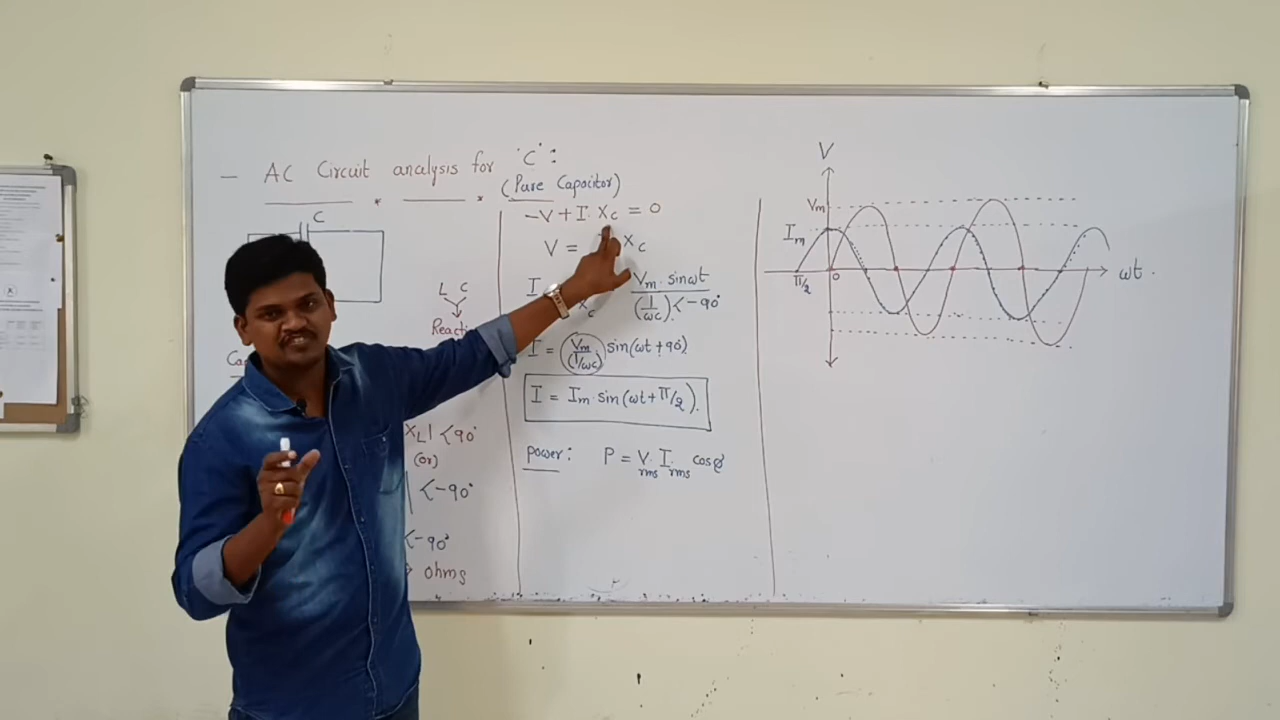 — AC Circuit analysis for 'C' :
(Pure Capacitor)
C
L C
|XL| <90°
(or)
<-90°
<-90°
ohms
-V + I. Xc = 0
V = Xc
I Vm . sinωt
Xc (1/ωc) <-90°
I = (Vm/(1/ωc)) sin(ωt+90°)
I = Im . sin(ωt + π/2).
power : P = Vrms. Irms cosø
V
Vm
Im
π/2
0
ωt .